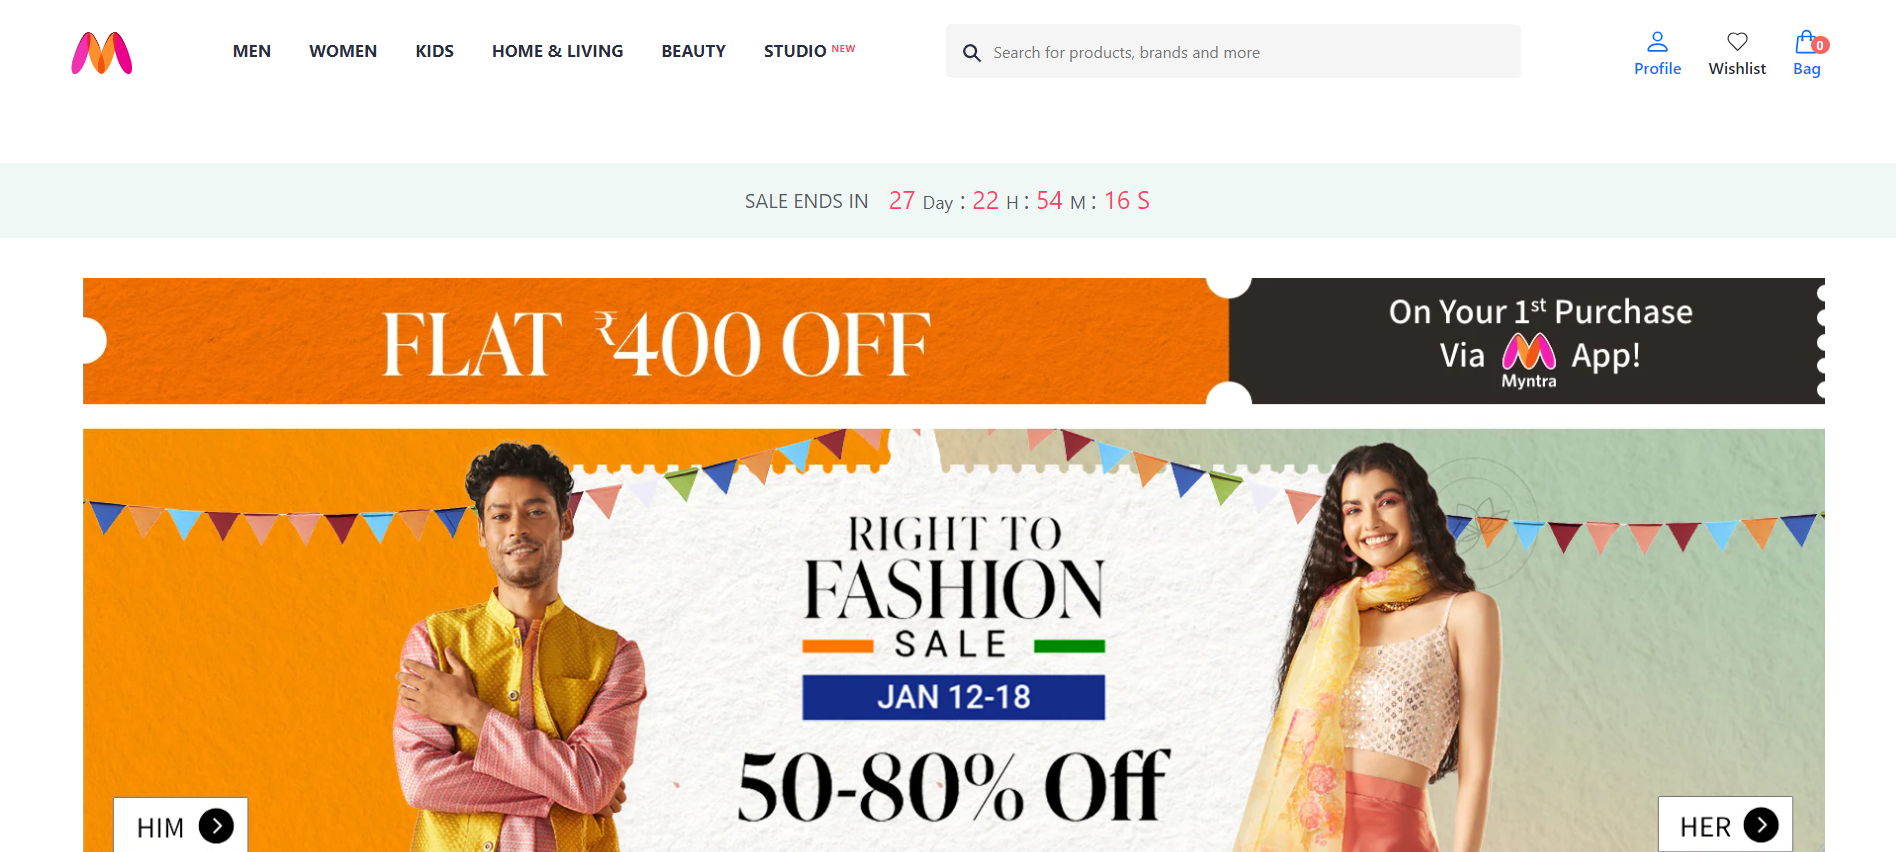 MEN WOMEN KIDS HOME & LIVING BEAUTY STUDIO NEW
Search for products, brands and more
0
Profile Wishlist Bag
SALE ENDS IN 27 Day : 22 H : 54 M : 16 S
FLAT ₹400 OFF
On Your 1st Purchase
Via App!
Myntra
RIGHT TO
FASHION
SALE
JAN 12-18
50-80% Off
HIM
HER